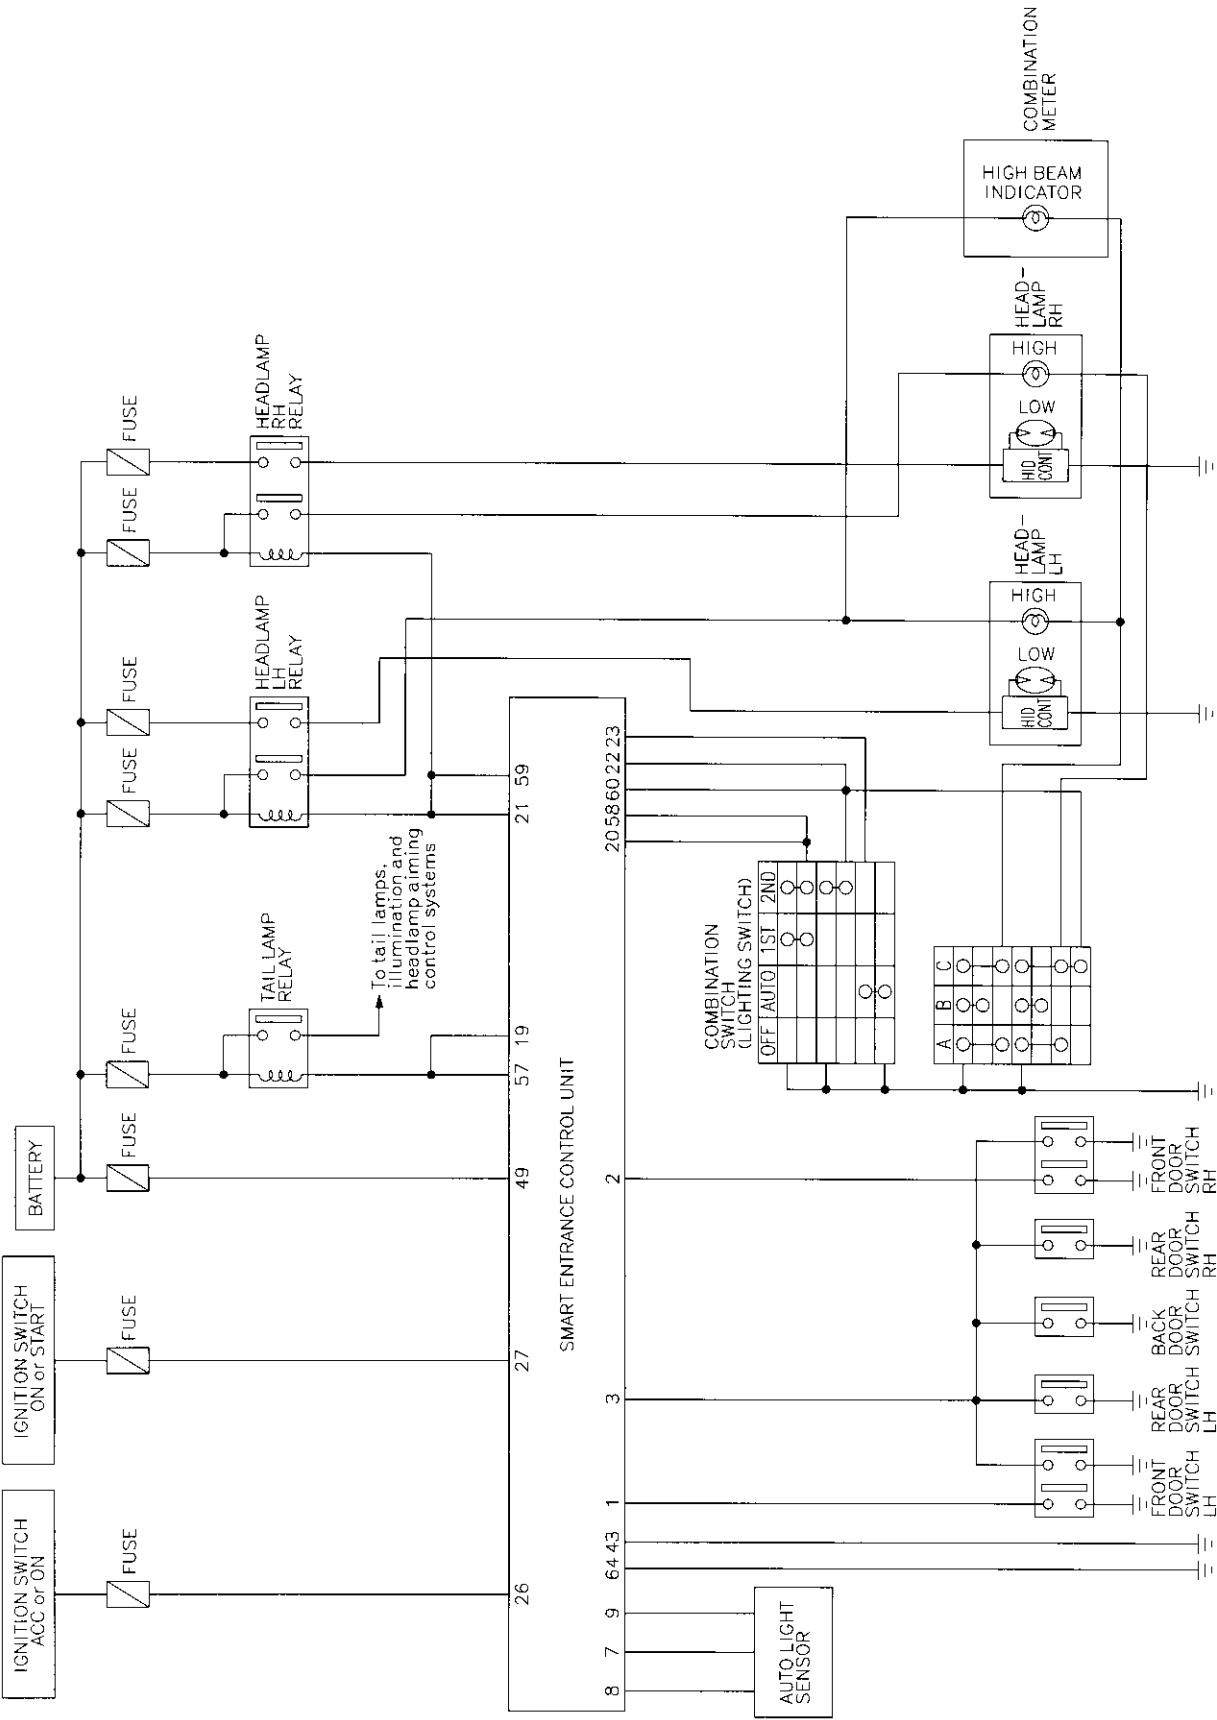 IGNITION SWITCH
ACC or ON
IGNITION SWITCH
ON or START
BATTERY
FUSE
FUSE
FUSE
FUSE
FUSE
FUSE
FUSE
FUSE
TAIL LAMP
RELAY
HEADLAMP
LH
RELAY
HEADLAMP
RH
RELAY
To tail lamps,
illumination and
headlamp aiming
control systems
26
27
49
57
19
21
59
SMART ENTRANCE CONTROL UNIT
8
7
9
64
43
1
3
2
20
58
60
22
23
AUTO LIGHT
SENSOR
COMBINATION
SWITCH
(LIGHTING SWITCH)
OFF
AUTO
1ST
2ND
A
B
C
HID
CONT
LOW
HIGH
HEAD-
LAMP
LH
HID
CONT
LOW
HIGH
HEAD-
LAMP
RH
HIGH BEAM
INDICATOR
COMBINATION
METER
FRONT
DOOR
SWITCH
LH
REAR
DOOR
SWITCH
LH
BACK
DOOR
SWITCH
REAR
DOOR
SWITCH
RH
FRONT
DOOR
SWITCH
RH